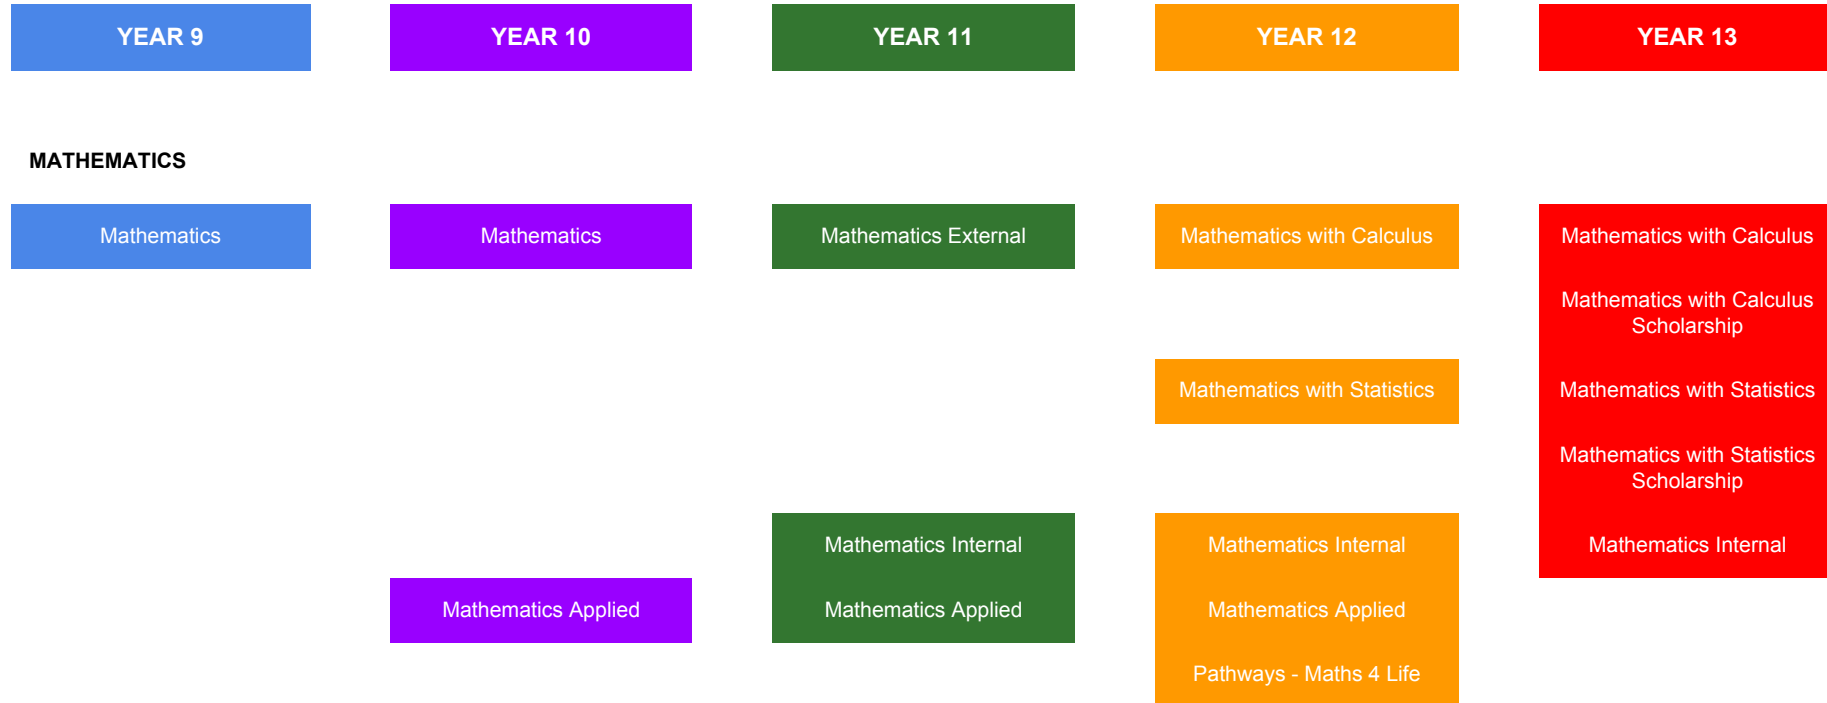 YEAR 9
YEAR 10
YEAR 11
YEAR 12
YEAR 13
MATHEMATICS
Mathematics
Mathematics
Mathematics External
Mathematics with Calculus
Mathematics with Calculus
Mathematics with Calculus
Scholarship
Mathematics with Statistics
Mathematics with Statistics
Mathematics with Statistics
Scholarship
Mathematics Internal
Mathematics Internal
Mathematics Internal
Mathematics Applied
Mathematics Applied
Mathematics Applied
Pathways - Maths 4 Life